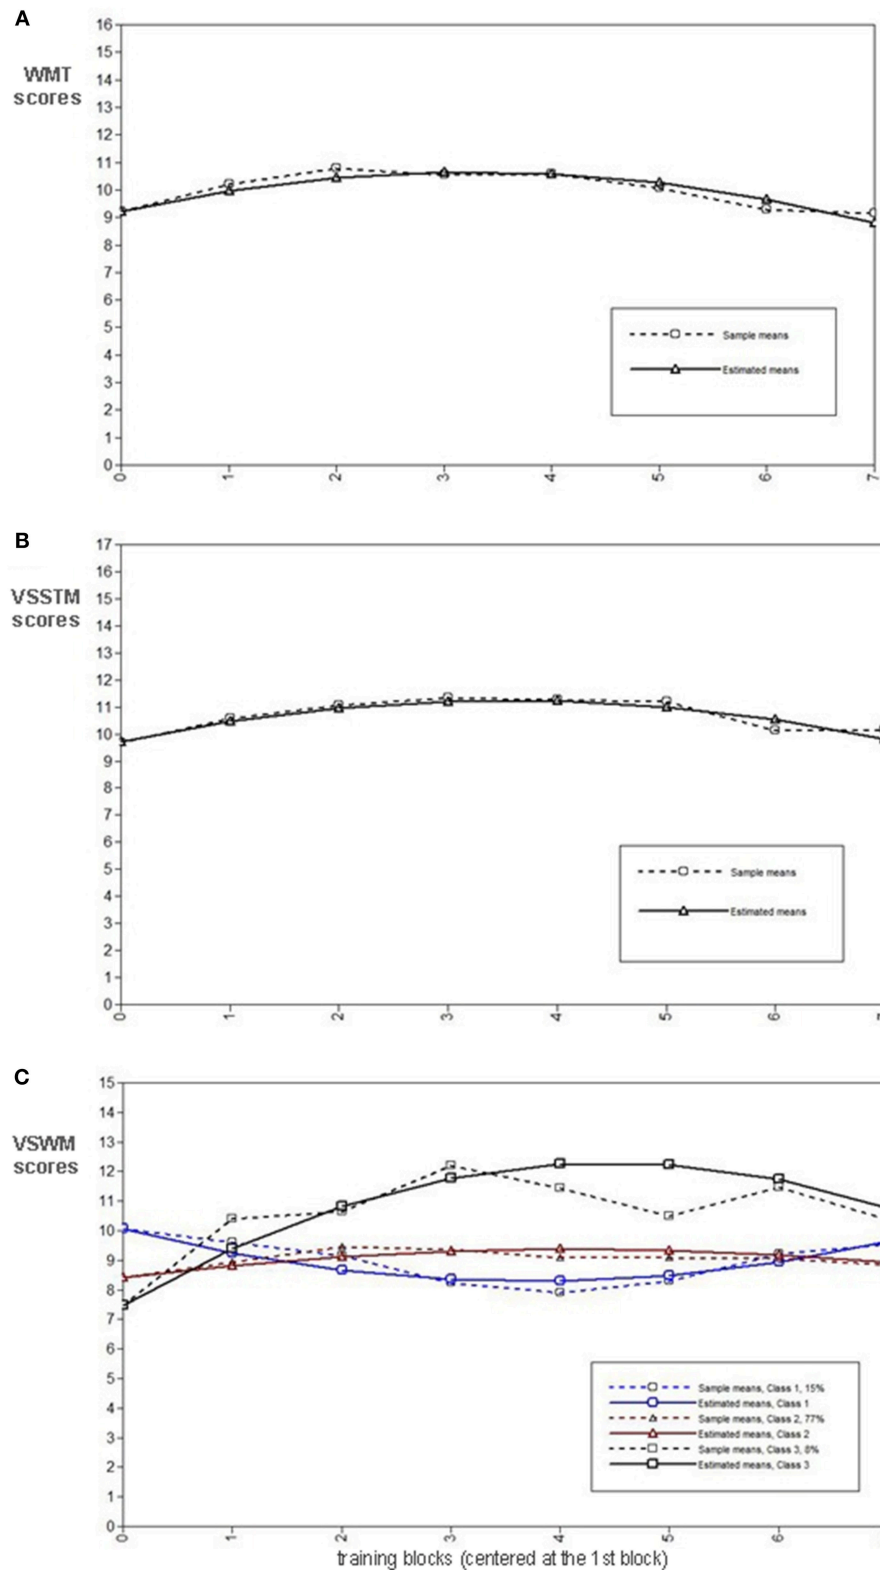 A
WMT
scores
16
15
14
13
12
11
10
9
8
7
6
5
4
3
2
1
0
Sample means
Estimated means
0 1 2 3 4 5 6 7
B
VSSTM
scores
17
16
15
14
13
12
11
10
9
8
7
6
5
4
3
2
1
0
Sample means
Estimated means
0 1 2 3 4 5 6 7
C
VSWM
scores
15
14
13
12
11
10
9
8
7
6
5
4
3
2
1
0
Sample means, Class 1, 15%
Estimated means, Class 1
Sample means, Class 2, 77%
Estimated means, Class 2
Sample means, Class 3, 8%
Estimated means, Class 3
0 1 2 3 4 5 6
training blocks (centered at the 1st block)